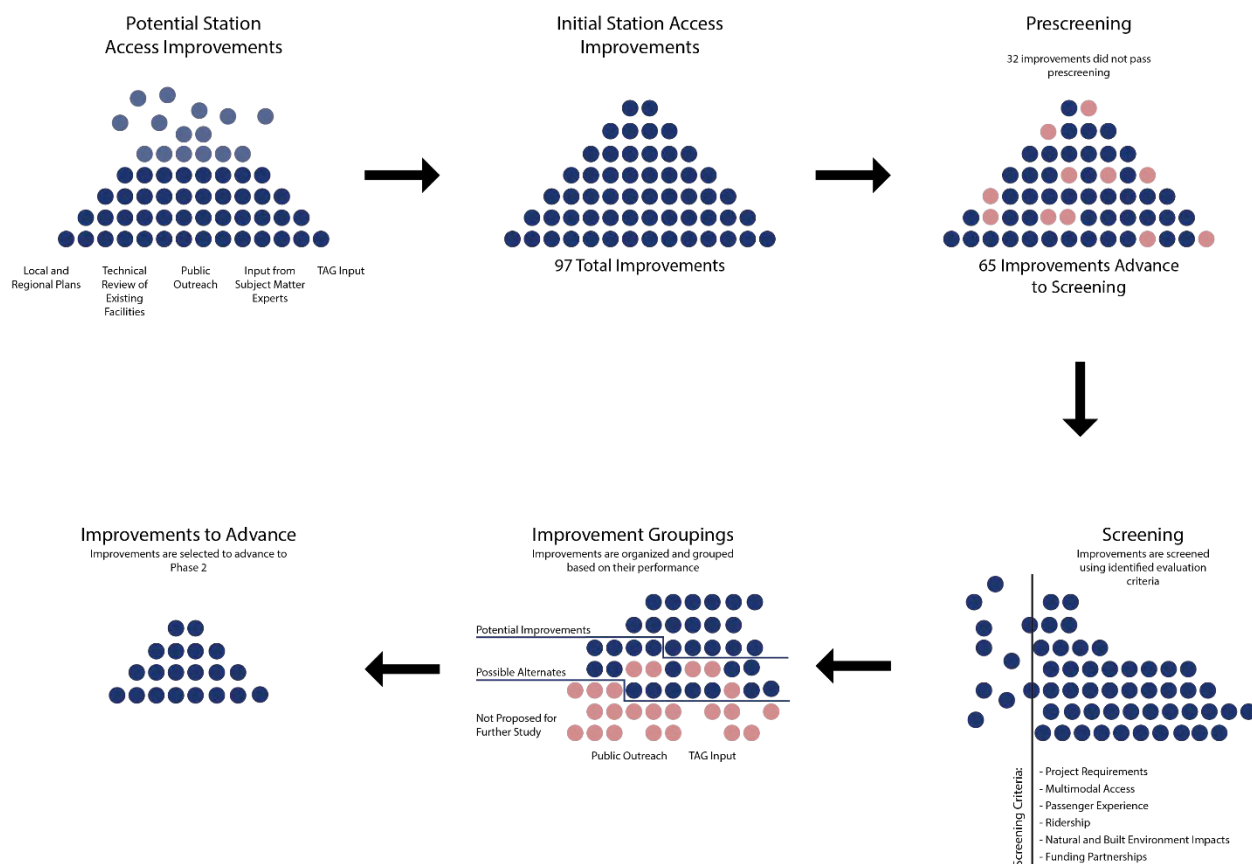 Potential Station
Access Improvements
Local and
Regional Plans
Technical
Review of
Existing
Facilities
Public
Outreach
Input from
Subject Matter
Experts
TAG Input
Initial Station Access
Improvements
97 Total Improvements
Prescreening
32 improvements did not pass
prescreening
65 Improvements Advance
to Screening
Screening
Improvements are screened
using identified evaluation
criteria
Screening Criteria:
- Project Requirements
- Multimodal Access
- Passenger Experience
- Ridership
- Natural and Built Environment Impacts
- Funding Partnerships
Improvement Groupings
Improvements are organized and grouped
based on their performance
Potential Improvements
Possible Alternates
Not Proposed for
Further Study
Public Outreach
TAG Input
Improvements to Advance
Improvements are selected to advance to
Phase 2